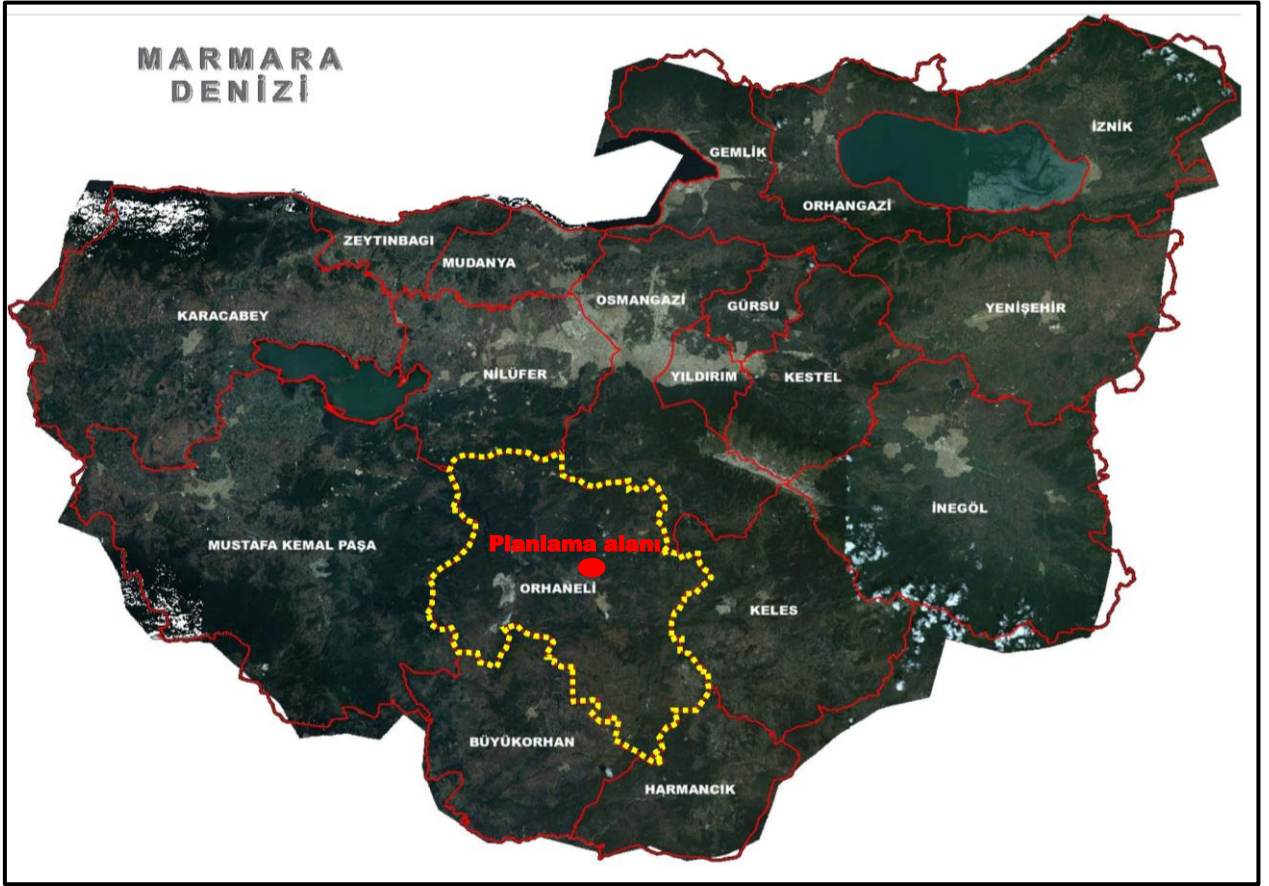 MARMARA
DENİZİ
İZNİK
GEMLİK
ORHANGAZİ
ZEYTINBAGI
MUDANYA
OSMANGAZİ
GÜRSU
YENİŞEHİR
KARACABEY
NİLÜFER
YILDIRIM
KESTEL
İNEGÖL
MUSTAFA KEMAL PAŞA
Planlama alanı
ORHANELİ
KELES
BÜYÜKORHAN
HARMANCIK